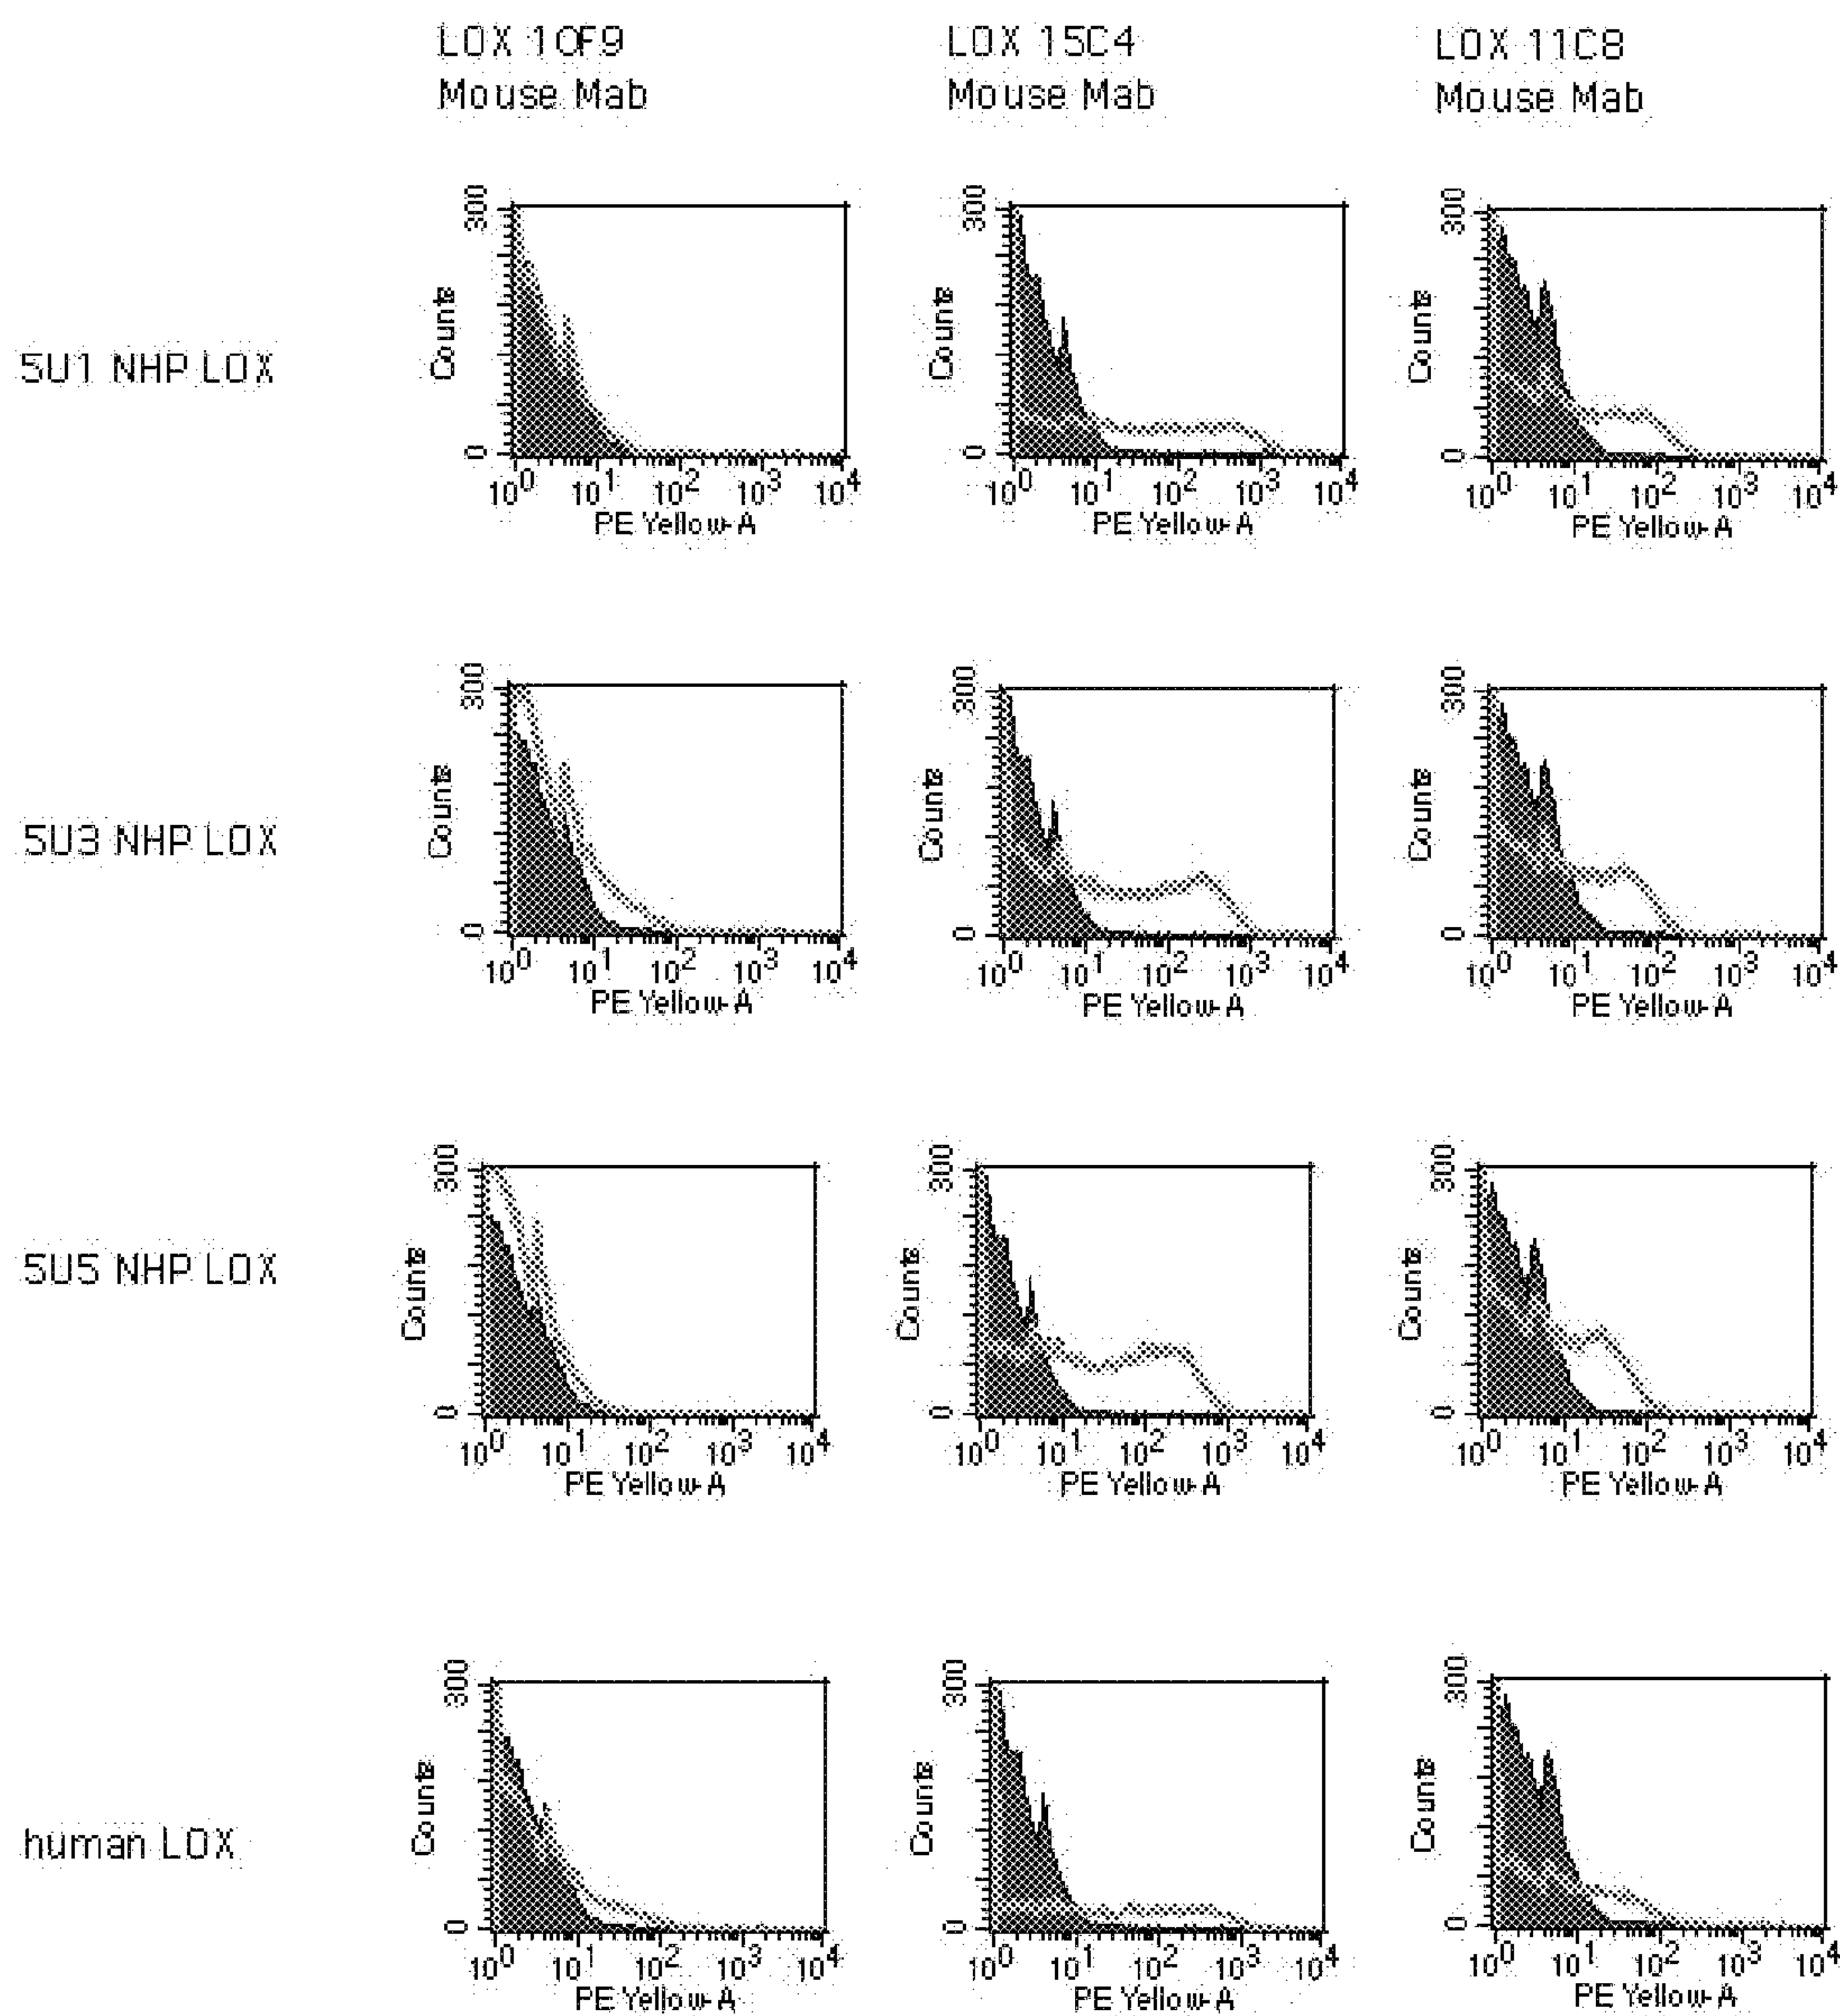 LOX 10F9
Mouse Mab
LOX 15C4
Mouse Mab
LOX 11C8
Mouse Mab
5U1 NHP LOX
300
Counts
0
10^0 10^1 10^2 10^3 10^4
PE Yellow-A
300
Counts
0
10^0 10^1 10^2 10^3 10^4
PE Yellow-A
300
Counts
0
10^0 10^1 10^2 10^3 10^4
PE Yellow-A
5U3 NHP LOX
300
Counts
0
10^0 10^1 10^2 10^3 10^4
PE Yellow-A
300
Counts
0
10^0 10^1 10^2 10^3 10^4
PE Yellow-A
300
Counts
0
10^0 10^1 10^2 10^3 10^4
PE Yellow-A
5U5 NHP LOX
300
Counts
0
10^0 10^1 10^2 10^3 10^4
PE Yellow-A
300
Counts
0
10^0 10^1 10^2 10^3 10^4
PE Yellow-A
300
Counts
0
10^0 10^1 10^2 10^3 10^4
PE Yellow-A
human LOX
300
Counts
0
10^0 10^1 10^2 10^3 10^4
PE Yellow-A
300
Counts
0
10^0 10^1 10^2 10^3 10^4
PE Yellow-A
300
Counts
0
10^0 10^1 10^2 10^3 10^4
PE Yellow-A